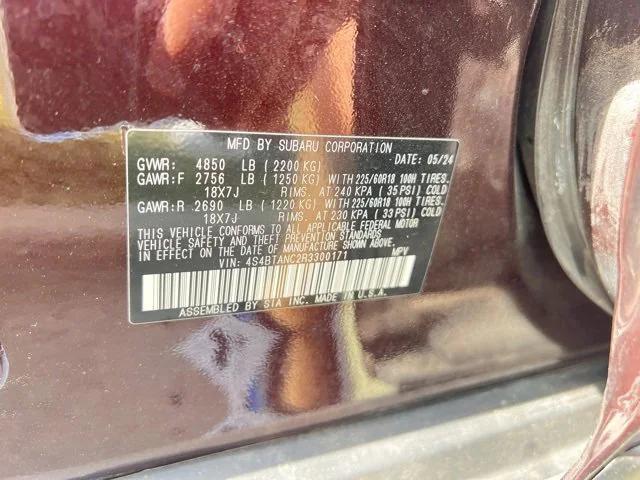 MFD BY SUBARU CORPORATION
GVWR: 4850 LB (2200 KG) DATE: 05/24
GAWR:F 2756 LB (1250 KG) WITH 225/60R18 100H TIRES.
18X7J RIMS. AT 240 KPA (35 PSI) COLD
GAWR:R 2690 LB (1220 KG) WITH 225/60R18 100H TIRES.
18X7J RIMS. AT 230 KPA (33 PSI) COLD
THIS VEHICLE CONFORMS TO ALL APPLICABLE FEDERAL MOTOR
VEHICLE SAFETY AND THEFT PREVENTION STANDARDS
IN EFFECT ON THE DATE OF MANUFACTURE SHOWN ABOVE.
VIN: 4S4BTANC2R3300171 MPV
ASSEMBLED BY SIA INC. MADE IN U.S.A.